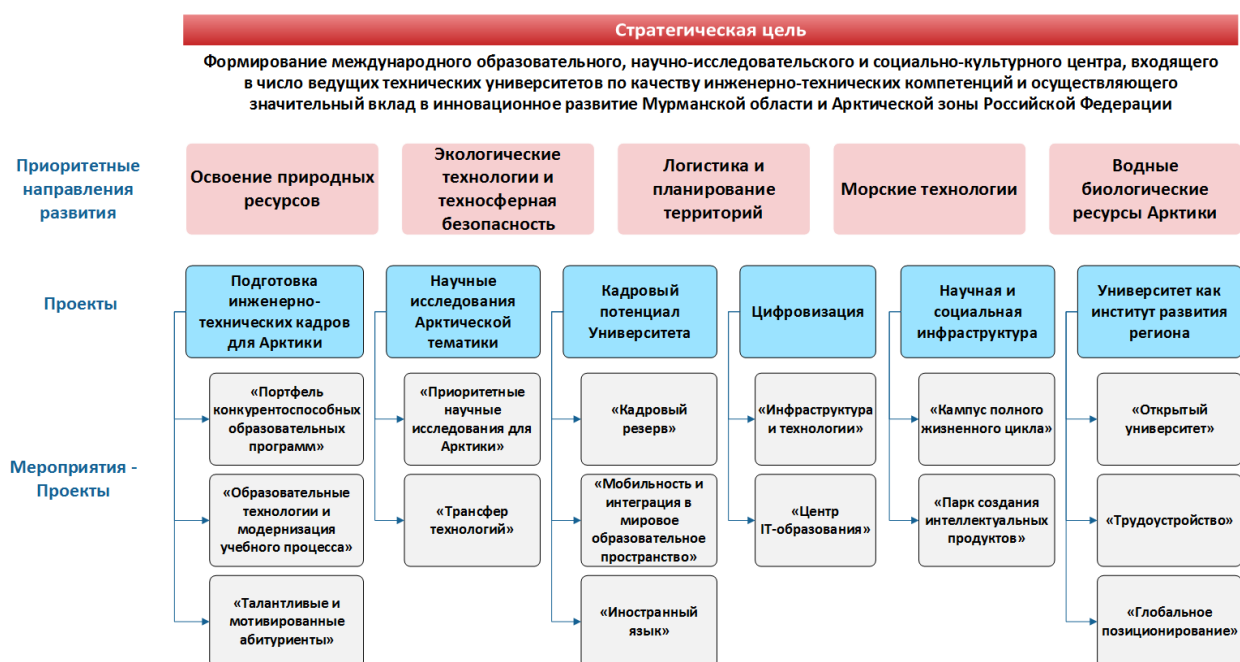 Стратегическая цель
Формирование международного образовательного, научно-исследовательского и социально-культурного центра, входящего
в число ведущих технических университетов по качеству инженерно-технических компетенций и осуществляющего
значительный вклад в инновационное развитие Мурманской области и Арктической зоны Российской Федерации
Приоритетные
направления
развития
Освоение природных
ресурсов
Экологические
технологии и
техносферная
безопасность
Логистика и
планирование
территорий
Морские технологии
Водные
биологические
ресурсы Арктики
Проекты
Подготовка
инженерно-
технических кадров
для Арктики
Научные
исследования
Арктической
тематики
Кадровый
потенциал
Университета
Цифровизация
Научная и
социальная
инфраструктура
Университет как
институт развития
региона
Мероприятия -
Проекты
«Портфель
конкурентоспособных
образовательных
программ»
«Приоритетные
научные
исследования для
Арктики»
«Кадровый
резерв»
«Инфраструктура
и технологии»
«Кампус полного
жизненного цикла»
«Открытый
университет»
«Образовательные
технологии и
модернизация
учебного процесса»
«Трансфер
технологий»
«Мобильность и
интеграция в
мировое
образовательное
пространство»
«Центр
IT-образования»
«Парк создания
интеллектуальных
продуктов»
«Трудоустройство»
«Талантливые и
мотивированные
абитуриенты»
«Иностранный
язык»
«Глобальное
позиционирование»